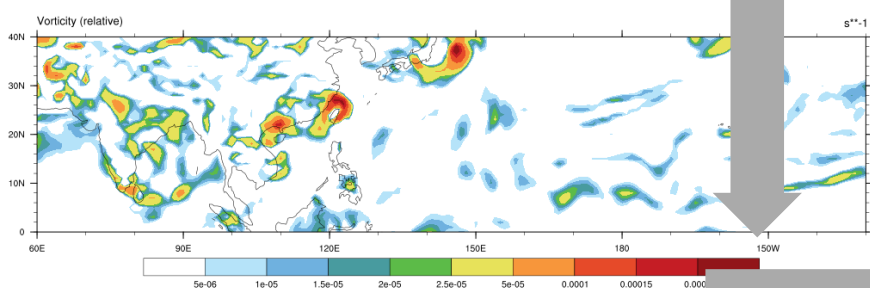 Vorticity (relative) s**-1
40N
30N
20N
10N
0
60E 90E 120E 150E 180 150W
5e-06 1e-05 1.5e-05 2e-05 2.5e-05 5e-05 0.0001 0.00015